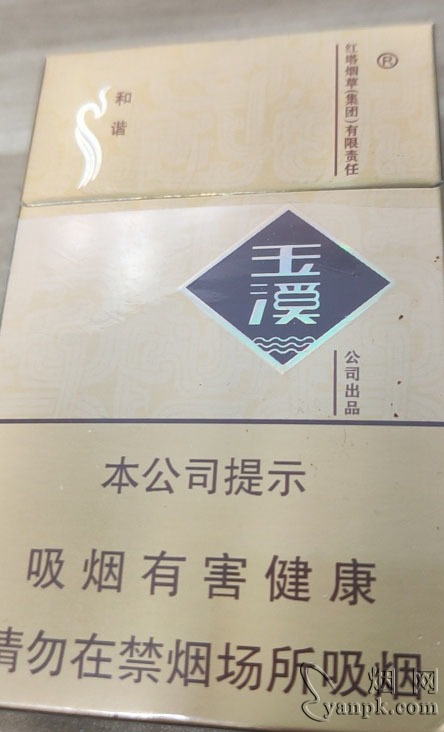 和谐
红塔烟草(集团)有限责任
®
玉溪
公司出品
本公司提示
吸烟有害健康
请勿在禁烟场所吸烟
烟网
yanpk.com